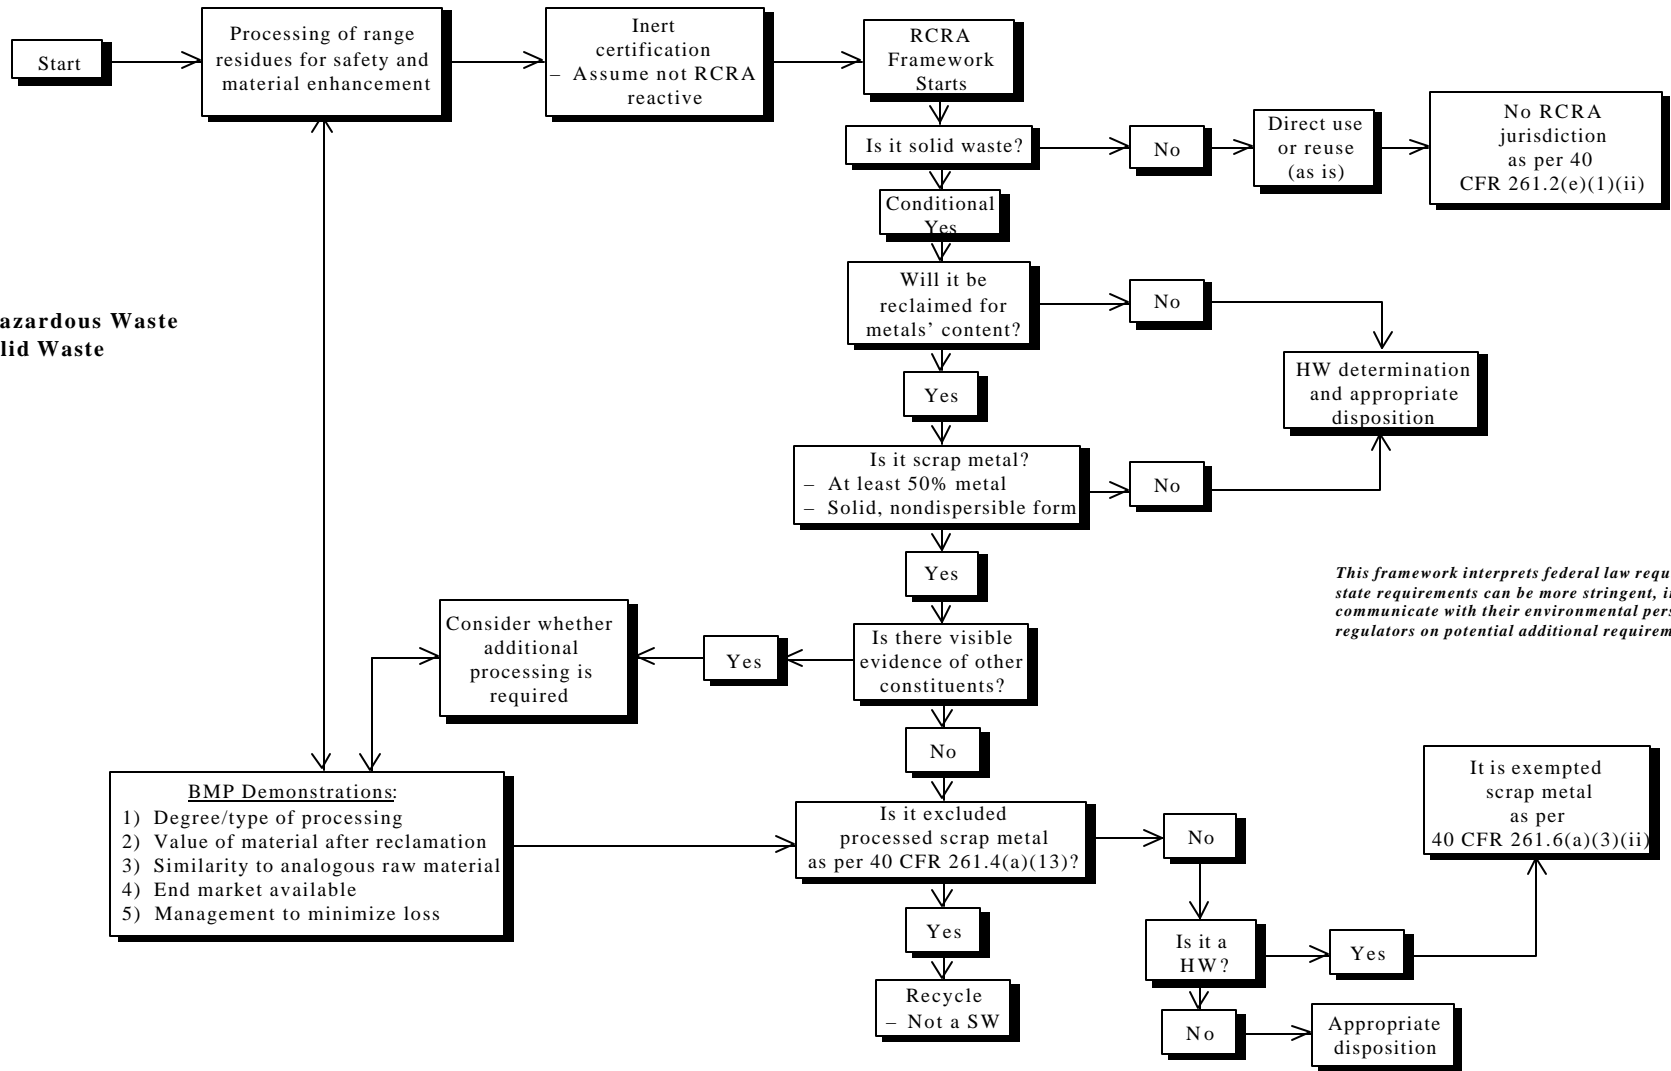 Start
Processing of range
residues for safety and
material enhancement
Inert
certification
– Assume not RCRA
reactive
RCRA
Framework
Starts
Is it solid waste?
No
Direct use
or reuse
(as is)
No RCRA
jurisdiction
as per 40
CFR 261.2(e)(1)(ii)
Conditional
Yes
Will it be
reclaimed for
metals' content?
No
azardous Waste
lid Waste
HW determination
and appropriate
disposition
Yes
Is it scrap metal?
– At least 50% metal
– Solid, nondispersible form
No
Yes
This framework interprets federal law requ
state requirements can be more stringent, i
communicate with their environmental pers
regulators on potential additional requirem
Is there visible
evidence of other
constituents?
Yes
Consider whether
additional
processing is
required
No
BMP Demonstrations:
1) Degree/type of processing
2) Value of material after reclamation
3) Similarity to analogous raw material
4) End market available
5) Management to minimize loss
Is it excluded
processed scrap metal
as per 40 CFR 261.4(a)(13)?
No
It is exempted
scrap metal
as per
40 CFR 261.6(a)(3)(ii)
Yes
Is it a
HW?
Yes
Recycle
– Not a SW
No
Appropriate
disposition